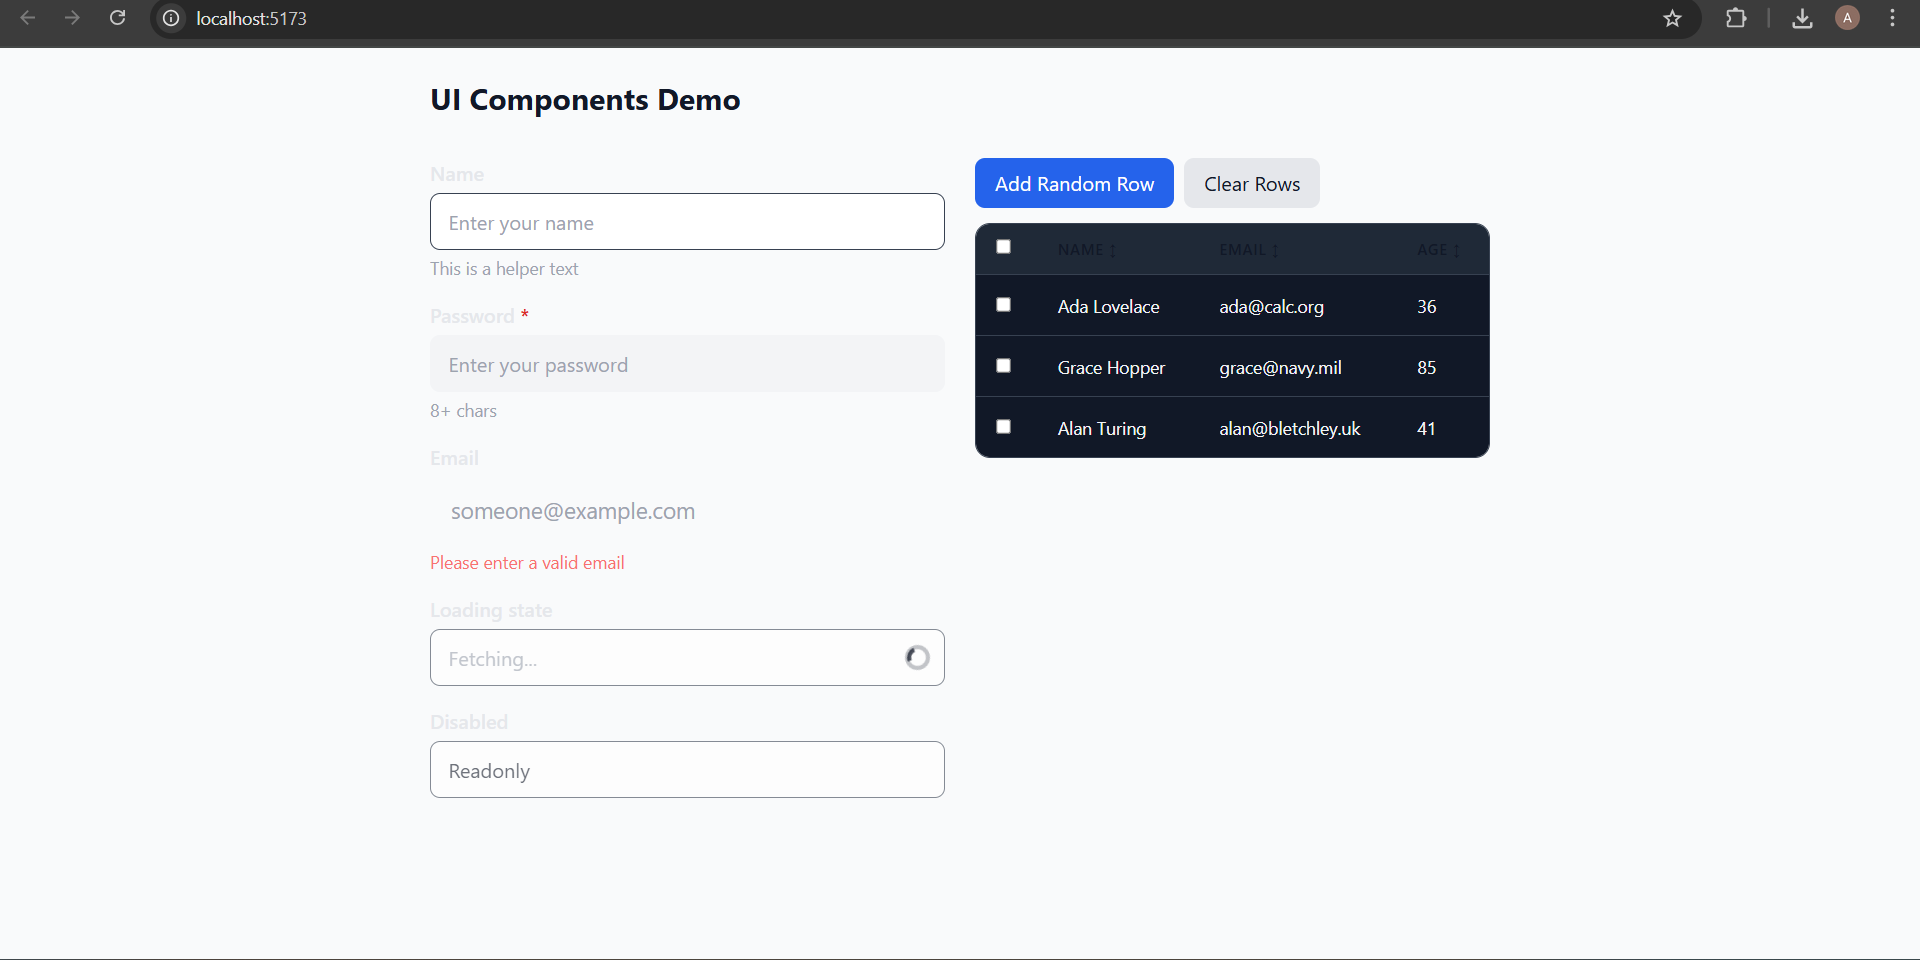 localhost:5173
A
UI Components Demo
Name
Enter your name
This is a helper text
Password *
Enter your password
8+ chars
Email
someone@example.com
Please enter a valid email
Loading state
Fetching...
Disabled
Readonly
Add Random Row Clear Rows
NAME ↕ EMAIL ↕ AGE ↕
Ada Lovelace ada@calc.org 36
Grace Hopper grace@navy.mil 85
Alan Turing alan@bletchley.uk 41